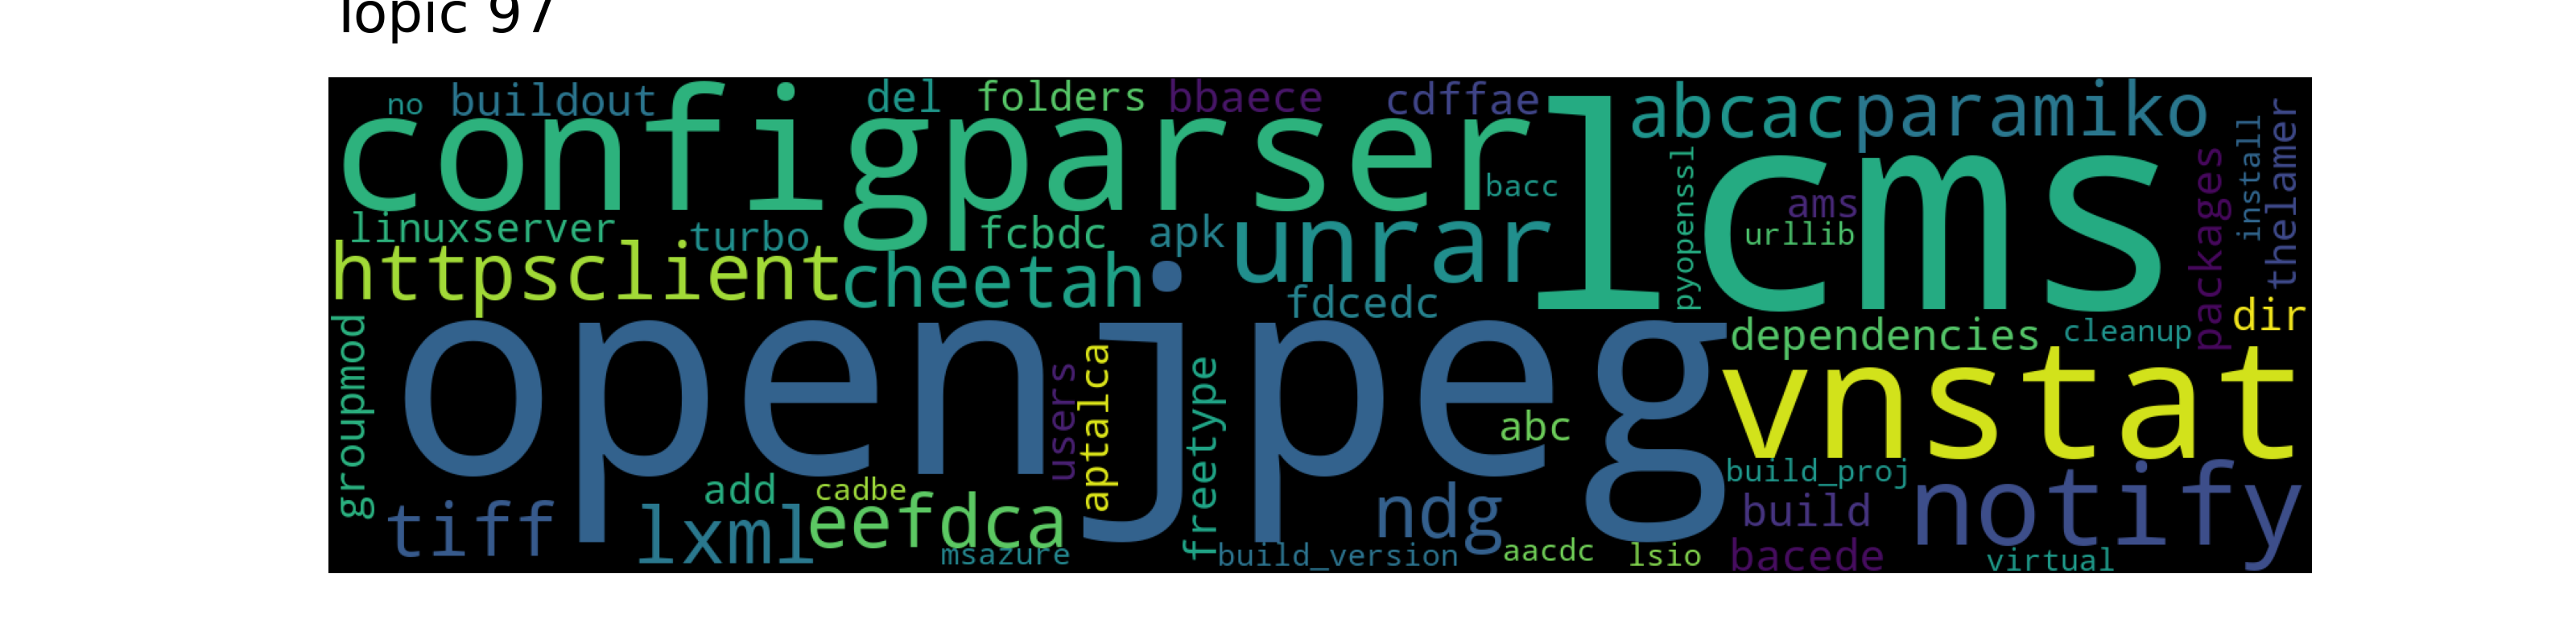 Topic 97
no
buildout
del
folders
bbaece
cdffae
abcac
paramiko
configparser
lcms
bacc
pyopenssl
ams
urllib
packages
install
thelamer
linuxserver
turbo
fcbdc
apk
unrar
httpsclient
cheetah
fdcedc
dir
dependencies
cleanup
groupmod
openjpeg
users
aptalca
freetype
abc
vnstat
build_proj
add
cadbe
tiff
lxml
eefdca
ndg
build
notify
msazure
build_version
aacdc
lsio
bacede
virtual